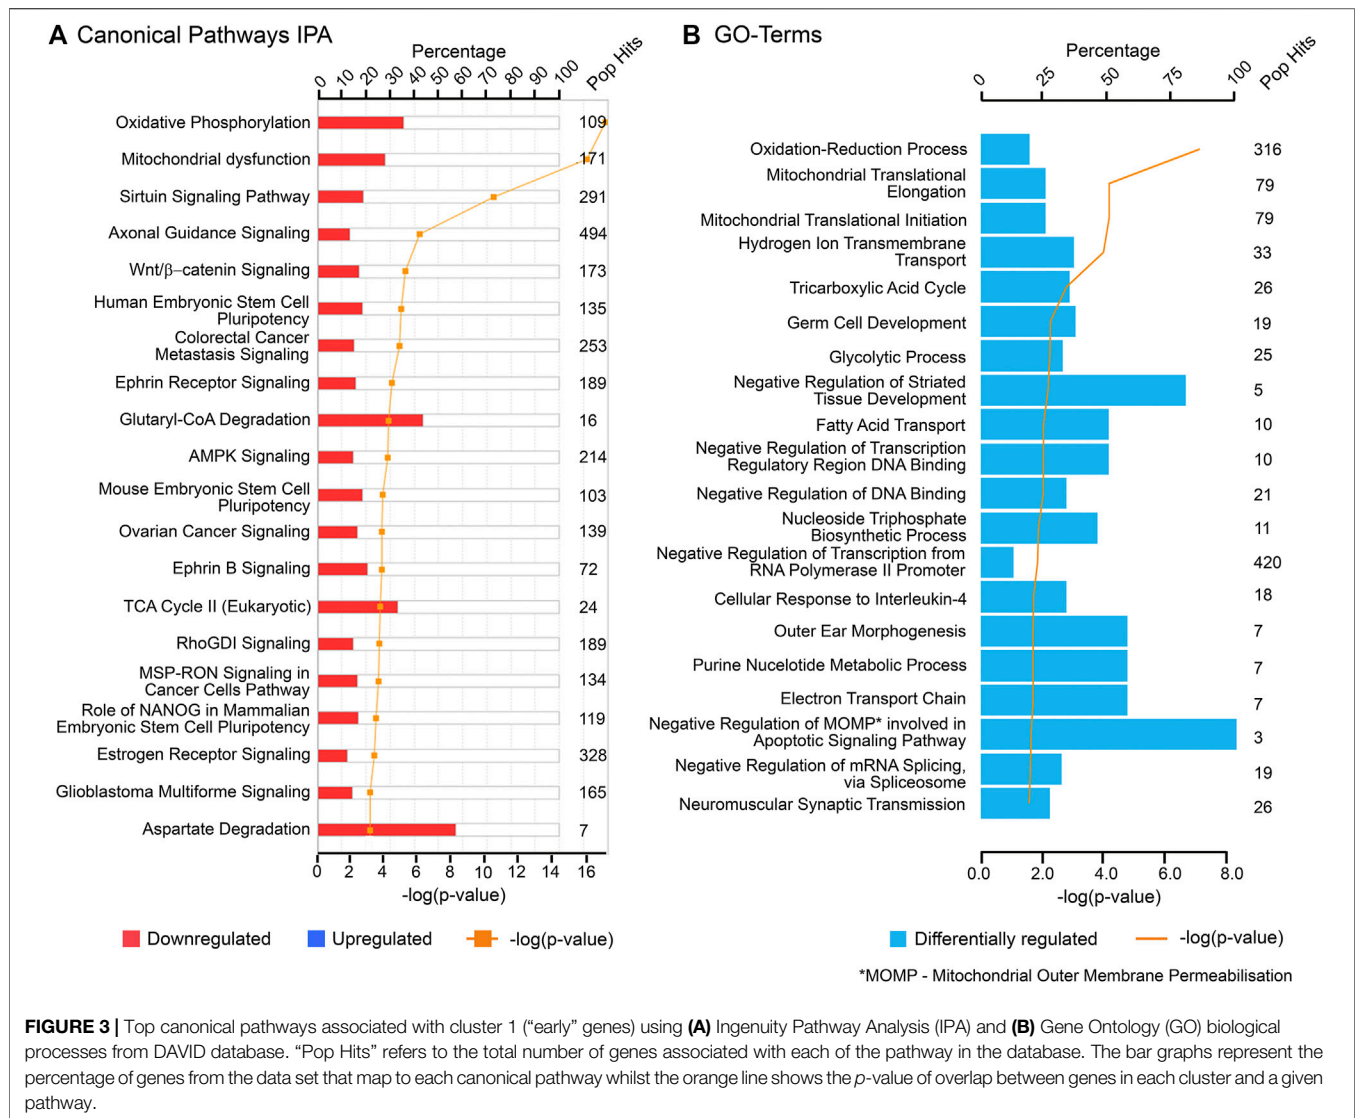 A Canonical Pathways IPA
Percentage
0 10 20 30 40 50 60 70 80 90 100 Pop Hits
Oxidative Phosphorylation 109
Mitochondrial dysfunction 171
Sirtuin Signaling Pathway 291
Axonal Guidance Signaling 494
Wnt/β–catenin Signaling 173
Human Embryonic Stem Cell
Pluripotency 135
Colorectal Cancer
Metastasis Signaling 253
Ephrin Receptor Signaling 189
Glutaryl-CoA Degradation 16
AMPK Signaling 214
Mouse Embryonic Stem Cell
Pluripotency 103
Ovarian Cancer Signaling 139
Ephrin B Signaling 72
TCA Cycle II (Eukaryotic) 24
RhoGDI Signaling 189
MSP-RON Signaling in
Cancer Cells Pathway 134
Role of NANOG in Mammalian
Embryonic Stem Cell Pluripotency 119
Estrogen Receptor Signaling 328
Glioblastoma Multiforme Signaling 165
Aspartate Degradation 7
0 2 4 6 8 10 12 14 16
-log(p-value)
Downregulated Upregulated -log(p-value)
B GO-Terms
Percentage
0 25 50 75 100 Pop Hits
Oxidation-Reduction Process 316
Mitochondrial Translational
Elongation 79
Mitochondrial Translational Initiation 79
Hydrogen Ion Transmembrane
Transport 33
Tricarboxylic Acid Cycle 26
Germ Cell Development 19
Glycolytic Process 25
Negative Regulation of Striated
Tissue Development 5
Fatty Acid Transport 10
Negative Regulation of Transcription
Regulatory Region DNA Binding 10
Negative Regulation of DNA Binding 21
Nucleoside Triphosphate
Biosynthetic Process 11
Negative Regulation of Transcription from
RNA Polymerase II Promoter 420
Cellular Response to Interleukin-4 18
Outer Ear Morphogenesis 7
Purine Nucelotide Metabolic Process 7
Electron Transport Chain 7
Negative Regulation of MOMP* involved in
Apoptotic Signaling Pathway 3
Negative Regulation of mRNA Splicing,
via Spliceosome 19
Neuromuscular Synaptic Transmission 26
0.0 2.0 4.0 6.0 8.0
-log(p-value)
Differentially regulated -log(p-value)
*MOMP - Mitochondrial Outer Membrane Permeabilisation
FIGURE 3 | Top canonical pathways associated with cluster 1 (“early” genes) using (A) Ingenuity Pathway Analysis (IPA) and (B) Gene Ontology (GO) biological
processes from DAVID database. “Pop Hits” refers to the total number of genes associated with each of the pathway in the database. The bar graphs represent the
percentage of genes from the data set that map to each canonical pathway whilst the orange line shows the p-value of overlap between genes in each cluster and a given
pathway.